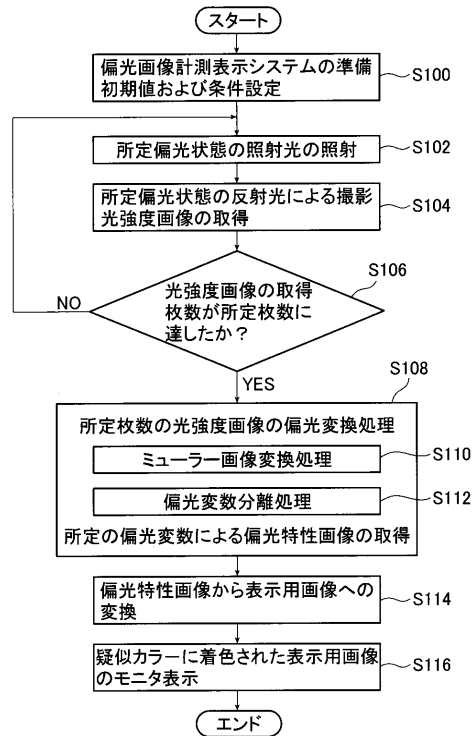 スタート
偏光画像計測表示システムの準備
初期値および条件設定
S100
所定偏光状態の照射光の照射
S102
所定偏光状態の反射光による撮影
光強度画像の取得
S104
S106
光強度画像の取得
枚数が所定枚数に
達したか？
NO
YES
S108
所定枚数の光強度画像の偏光変換処理
ミューラー画像変換処理
S110
偏光変数分離処理
S112
所定の偏光変数による偏光特性画像の取得
偏光特性画像から表示用画像への
変換
S114
疑似カラーに着色された表示用画像
のモニタ表示
S116
エンド